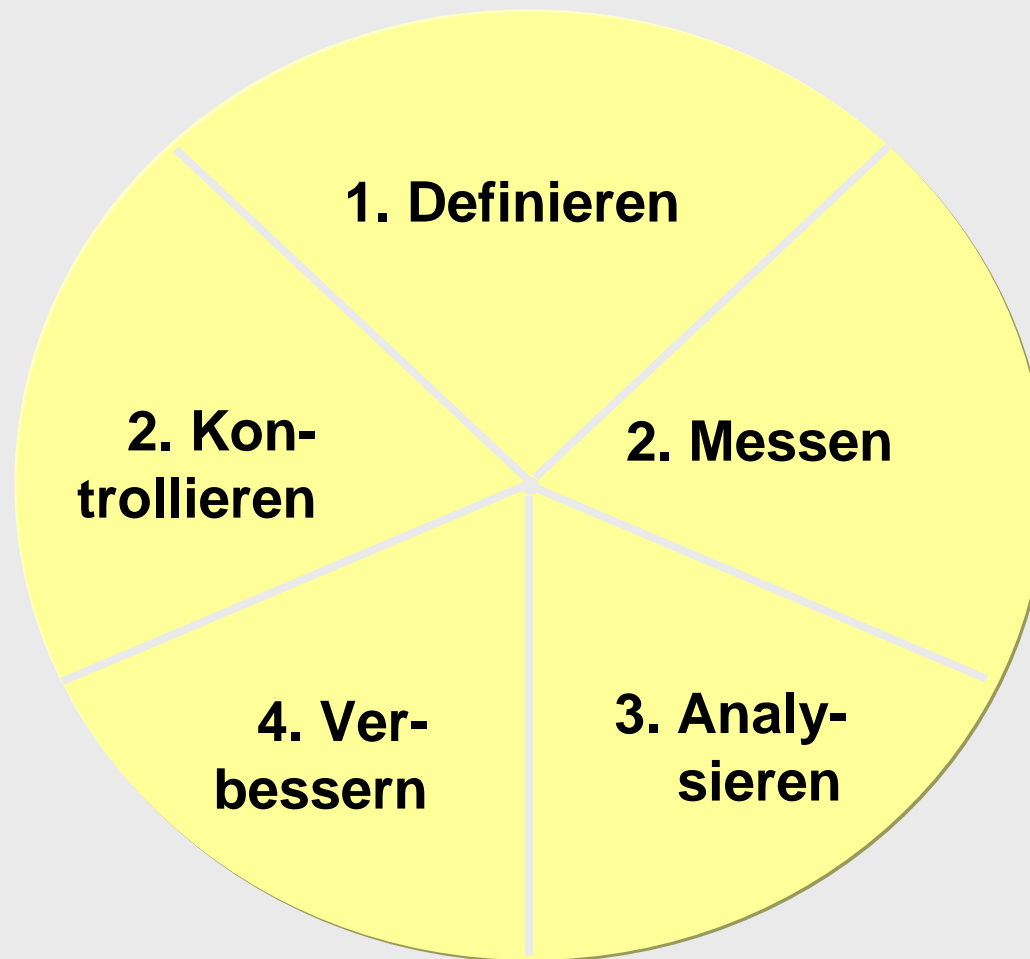 1. Definieren
2. Messen
3. Analy-
sieren
4. Ver-
bessern
2. Kon-
trollieren